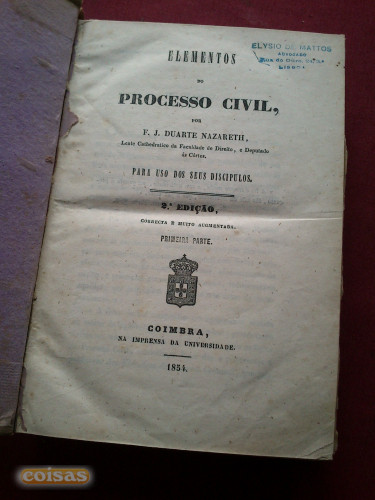 ELEMENTOS
DO
PROCESSO CIVIL,
POR
F. J. DUARTE NAZARETH,
Lente Cathedratico da Faculdade de Direito, e Deputado
ás Côrtes.
PARA USO DOS SEUS DISCIPULOS.
2.ª EDIÇÃO,
CORRECTA E MUITO AUGMENTADA.
PRIMEIRA PARTE.
COIMBRA,
NA IMPRENSA DA UNIVERSIDADE.
1854.
ELYSIO DE MATTOS
ADVOGADO
LISBOA
coisas